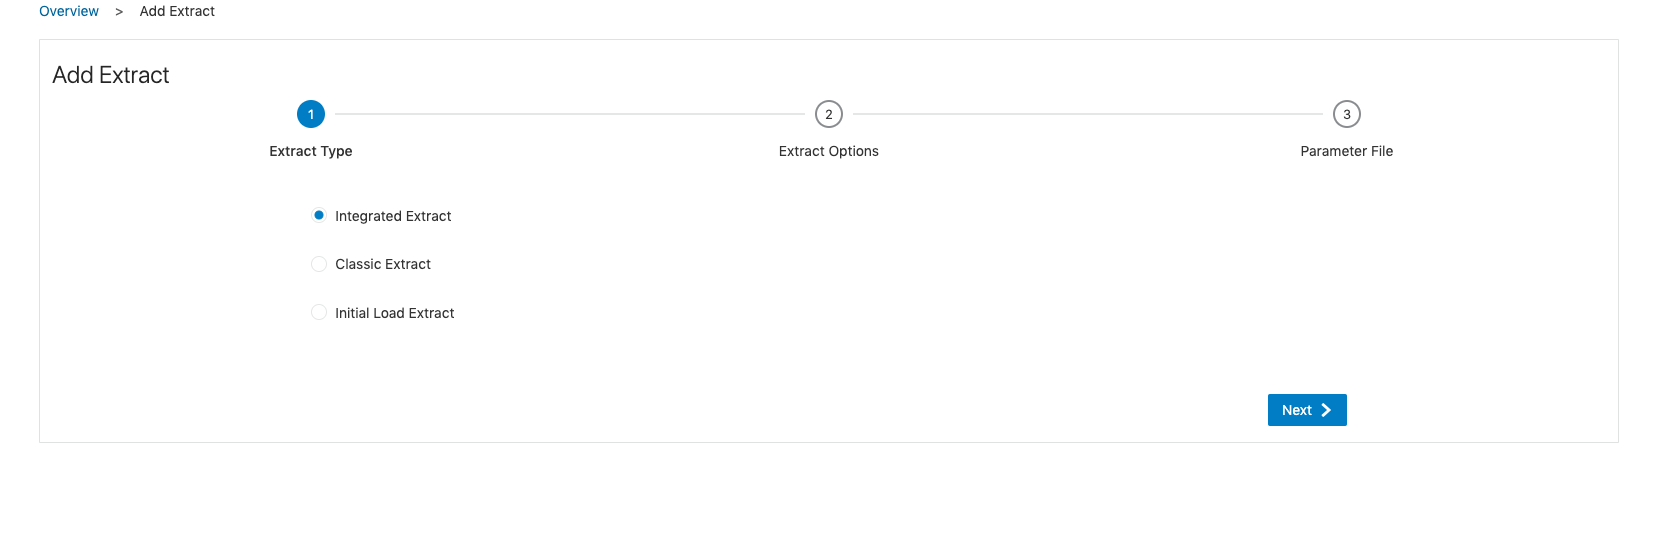 Overview > Add Extract
Add Extract
1 2 3
Extract Type Extract Options Parameter File
Integrated Extract
Classic Extract
Initial Load Extract
Next